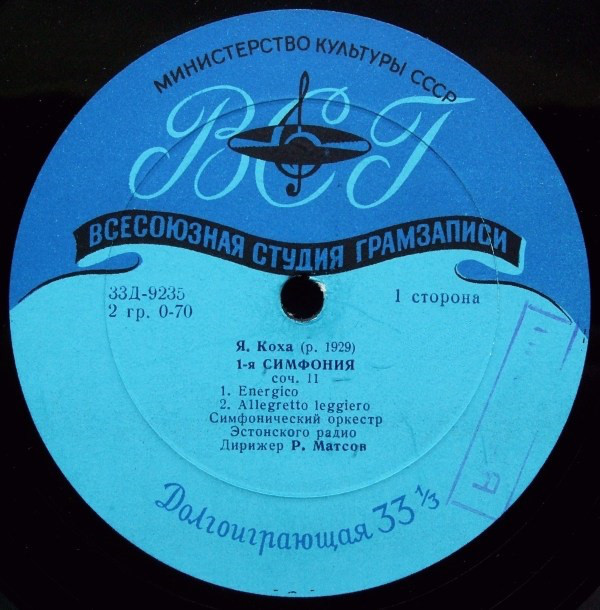 МИНИСТЕРСТВО КУЛЬТУРЫ СССР
ВСГ
ВСЕСОЮЗНАЯ СТУДИЯ ГРАМЗАПИСИ
33Д-9235
2 гр. 0-70
1 сторона
Я. Коха (р. 1929)
1-я СИМФОНИЯ
соч. 11
1. Energico
2. Allegretto leggiero
Симфонический оркестр
Эстонского радио
Дирижер Р. Матсов
Долгоиграющая 33 1/3